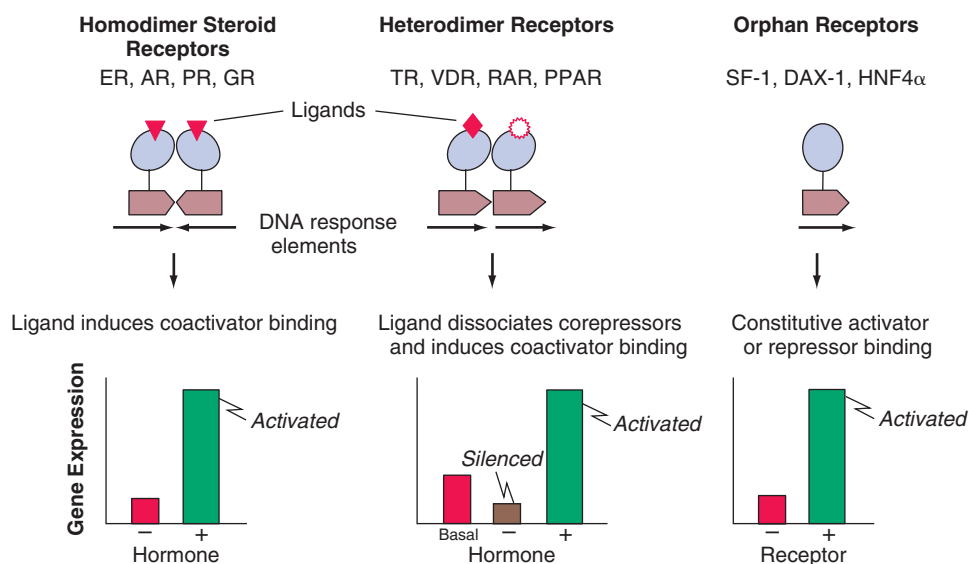 Homodimer Steroid
Receptors
ER, AR, PR, GR
Heterodimer Receptors
TR, VDR, RAR, PPAR
Orphan Receptors
SF-1, DAX-1, HNF4α
Ligands
DNA response
elements
Ligand induces coactivator binding
Ligand dissociates corepressors
and induces coactivator binding
Constitutive activator
or repressor binding
Gene Expression
Activated
– +
Hormone
Silenced
Activated
Basal – +
Hormone
Activated
– +
Receptor